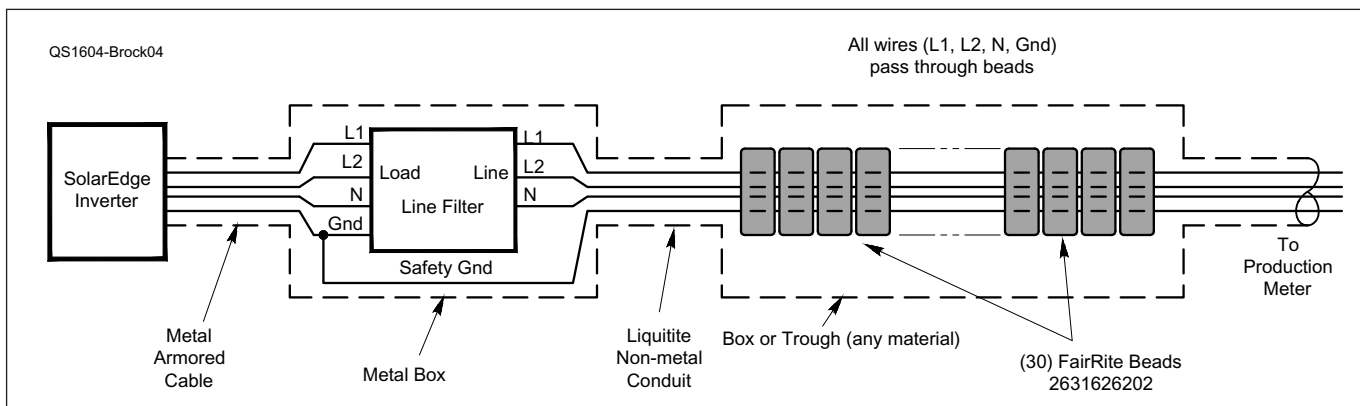 QS1604-Brock04
All wires (L1, L2, N, Gnd)
pass through beads
SolarEdge
Inverter
L1
L2
N
Gnd
Load
Line
Line Filter
L1
L2
N
Safety Gnd
To
Production
Meter
Metal
Armored
Cable
Metal Box
Liquitite
Non-metal
Conduit
Box or Trough (any material)
(30) FairRite Beads
2631626202